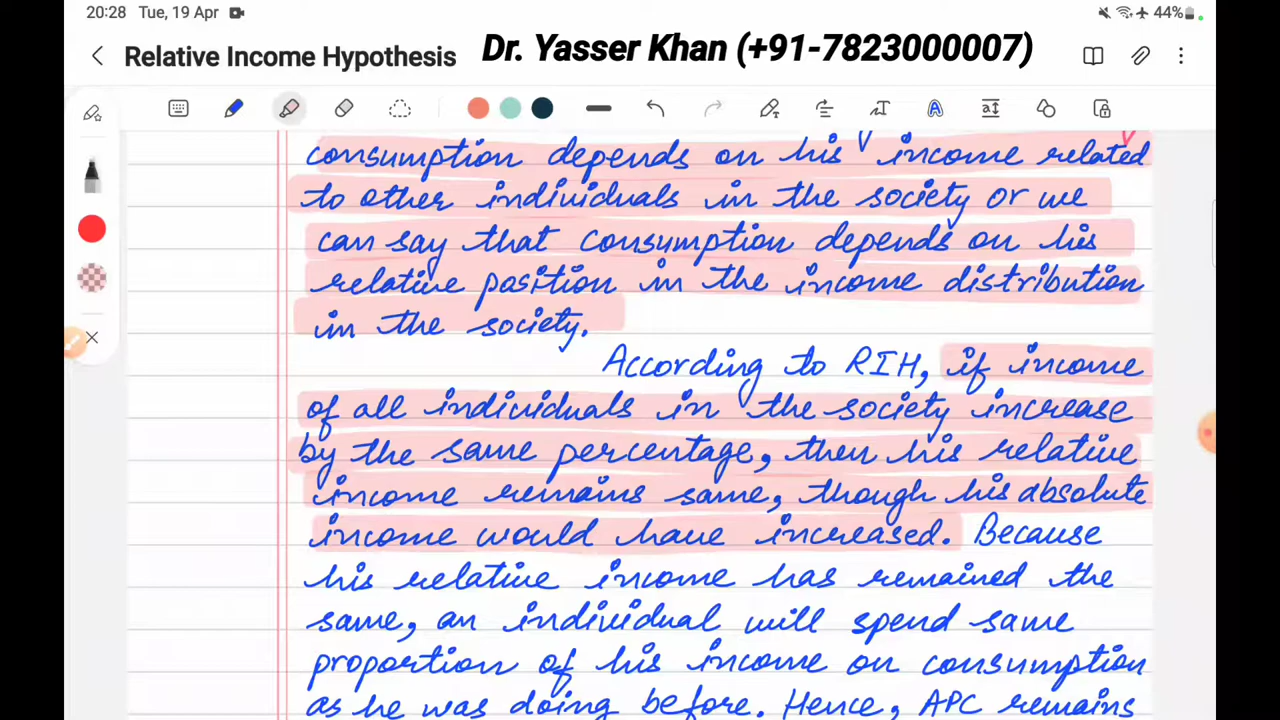 20:28 Tue, 19 Apr 44%
Relative Income Hypothesis Dr. Yasser Khan (+91-7823000007)
consumption depends on his income related
to other individuals in the society or we
can say that consumption depends on his
relative position in the income distribution
in the society.
According to RIH, if income
of all individuals in the society increase
by the same percentage, then his relative
income remains same, though his absolute
income would have increased. Because
his relative income has remained the
same, an individual will spend same
proportion of his income on consumption
as he was doing before. Hence, APC remains